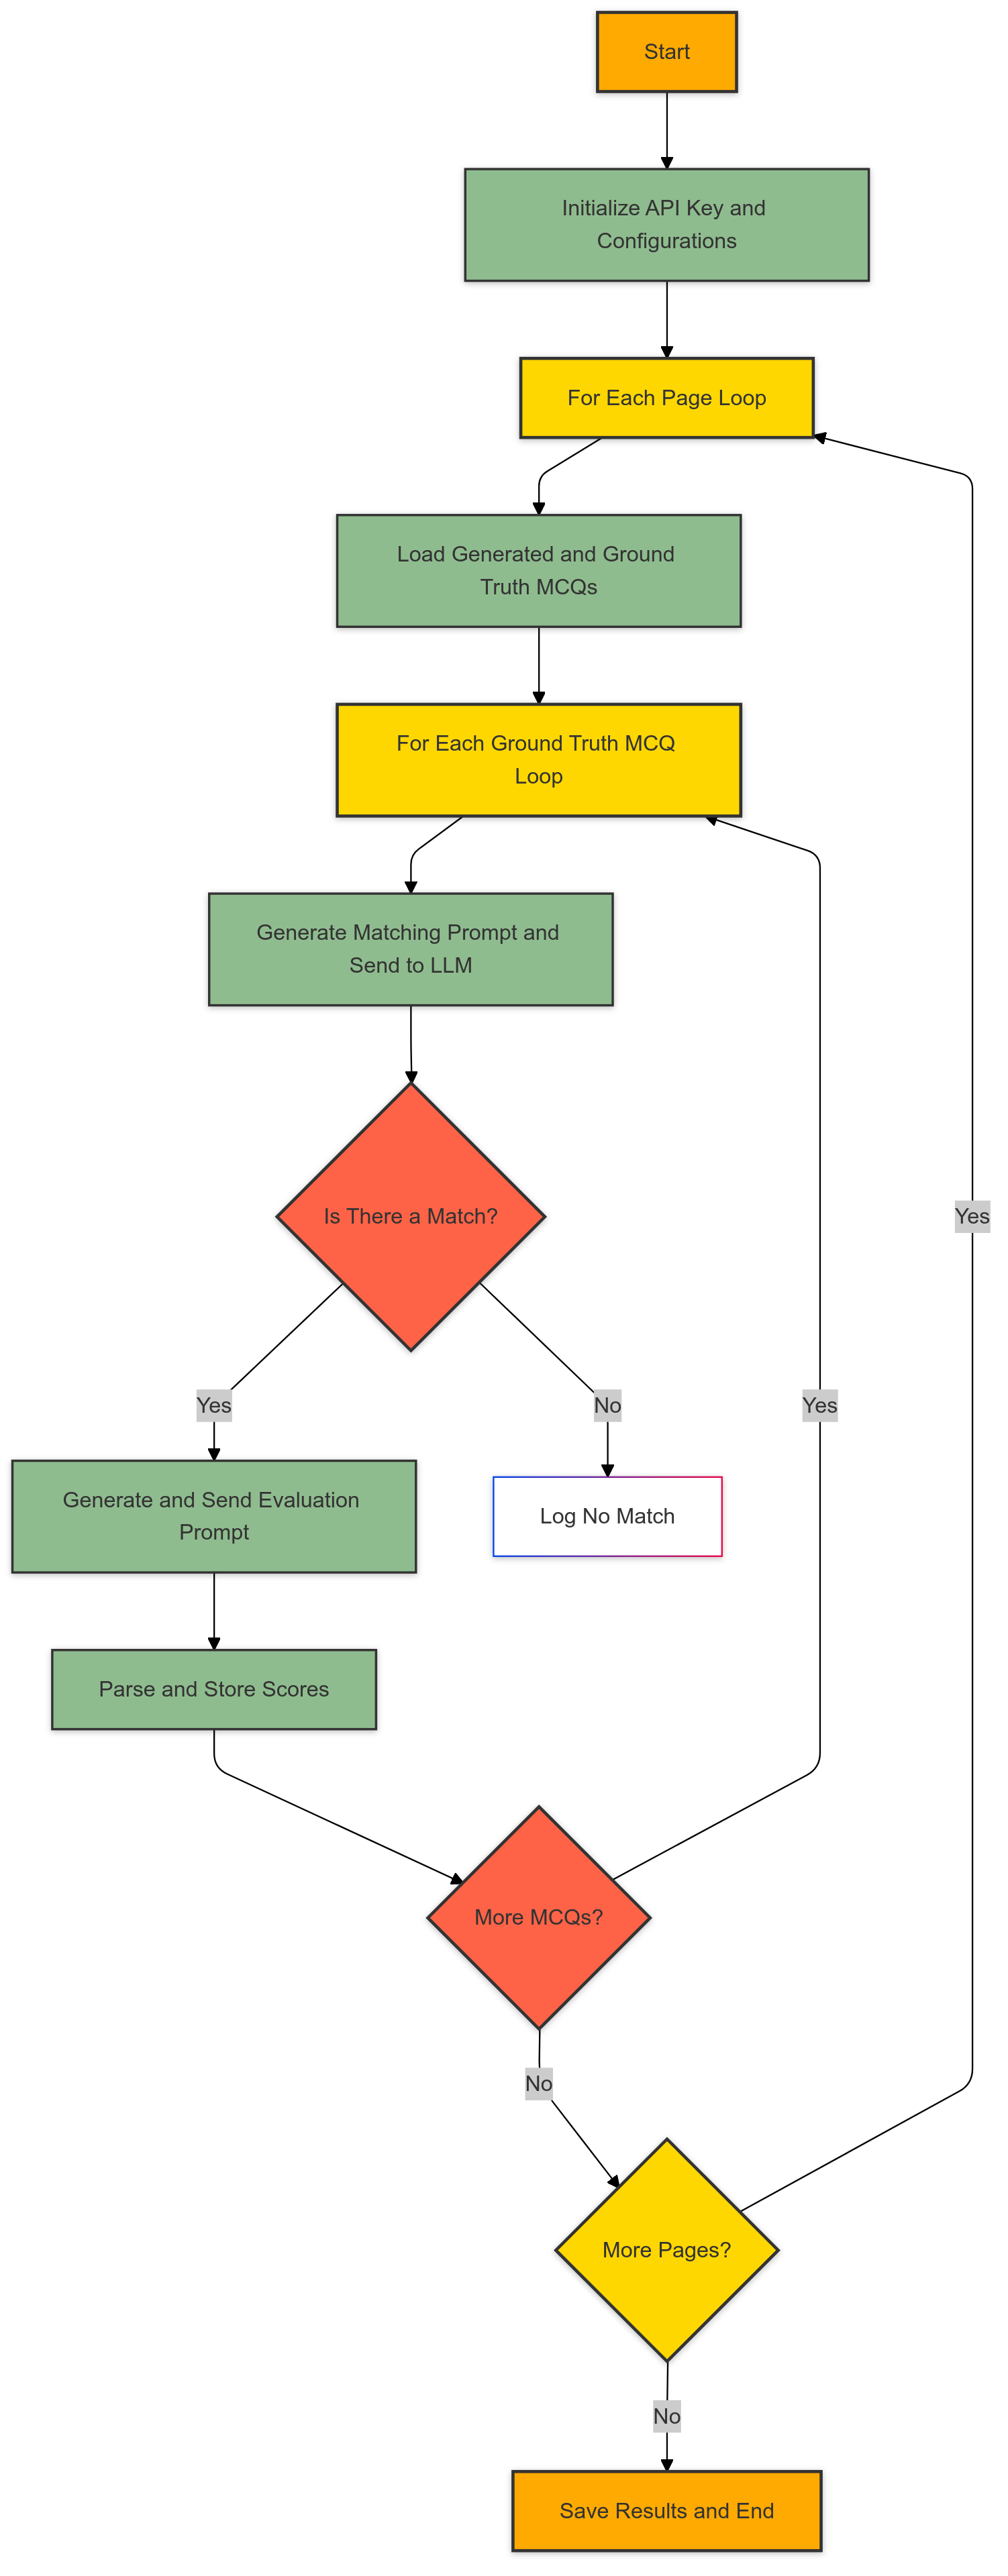 Start
Initialize API Key and
Configurations
For Each Page Loop
Load Generated and Ground
Truth MCQs
For Each Ground Truth MCQ
Loop
Generate Matching Prompt and
Send to LLM
Is There a Match?
Yes
Yes
No
Yes
Generate and Send Evaluation
Prompt
Log No Match
Parse and Store Scores
More MCQs?
No
More Pages?
No
Save Results and End